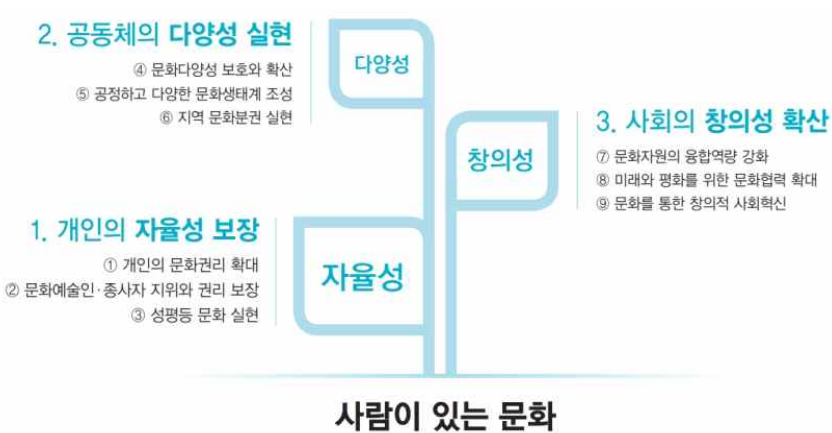 2. 공동체의 다양성 실현
④ 문화다양성 보호와 확산
⑤ 공정하고 다양한 문화생태계 조성
⑥ 지역 문화분권 실현
다양성
3. 사회의 창의성 확산
⑦ 문화자원의 융합역량 강화
⑧ 미래와 평화를 위한 문화협력 확대
⑨ 문화를 통한 창의적 사회혁신
창의성
1. 개인의 자율성 보장
① 개인의 문화권리 확대
② 문화예술인·종사자 지위와 권리 보장
③ 성평등 문화 실현
자율성
사람이 있는 문화